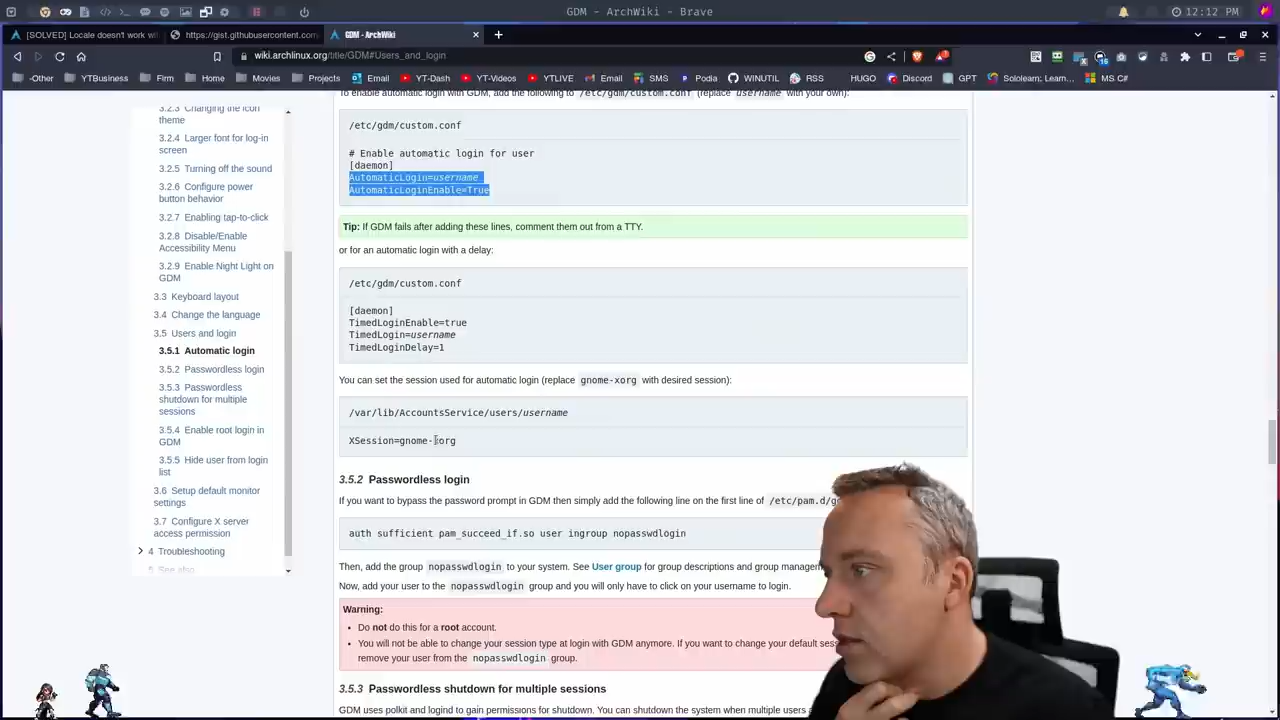 GDM - ArchWiki - Brave
12:12 PM
[SOLVED] Locale doesn't work wi
https://gist.githubusercontent.
GDM - ArchWiki
wiki.archlinux.org/title/GDM#Users_and_login
-Other
YTBusiness
Firm
Home
Movies
Projects
Email
YT-Dash
YT-Videos
YTLIVE
Email
SMS
Podia
WINUTIL
RSS
HUGO
Discord
GPT
Sololearn, Learn...
MS C#
3.2.3 Changing the icon
theme
3.2.4 Larger font for log-in
screen
3.2.5 Turning off the sound
3.2.6 Configure power
button behavior
3.2.7 Enabling tap-to-click
3.2.8 Disable/Enable
Accessibility Menu
3.2.9 Enable Night Light on
GDM
3.3 Keyboard layout
3.4 Change the language
3.5 Users and login
3.5.1 Automatic login
3.5.2 Passwordless login
3.5.3 Passwordless
shutdown for multiple
sessions
3.5.4 Enable root login in
GDM
3.5.5 Hide user from login
list
3.6 Setup default monitor
settings
3.7 Configure X server
access permission
4 Troubleshooting
5 See also
To enable automatic login with GDM, add the following to /etc/gdm/custom.conf (replace username with your own):
/etc/gdm/custom.conf
# Enable automatic login for user
[daemon]
AutomaticLogin=username
AutomaticLoginEnable=True
Tip: If GDM fails after adding these lines, comment them out from a TTY.
or for an automatic login with a delay:
/etc/gdm/custom.conf
[daemon]
TimedLoginEnable=true
TimedLogin=username
TimedLoginDelay=1
You can set the session used for automatic login (replace gnome-xorg with desired session):
/var/lib/AccountsService/users/username
XSession=gnome-xorg
3.5.2 Passwordless login
If you want to bypass the password prompt in GDM then simply add the following line on the first line of /etc/pam.d/g
auth sufficient pam_succeed_if.so user ingroup nopasswdlogin
Then, add the group nopasswdlogin to your system. See User group for group descriptions and group managem
Now, add your user to the nopasswdlogin group and you will only have to click on your username to login.
Warning:
• Do not do this for a root account.
• You will not be able to change your session type at login with GDM anymore. If you want to change your default ses
remove your user from the nopasswdlogin group.
3.5.3 Passwordless shutdown for multiple sessions
GDM uses polkit and logind to gain permissions for shutdown. You can shutdown the system when multiple users a